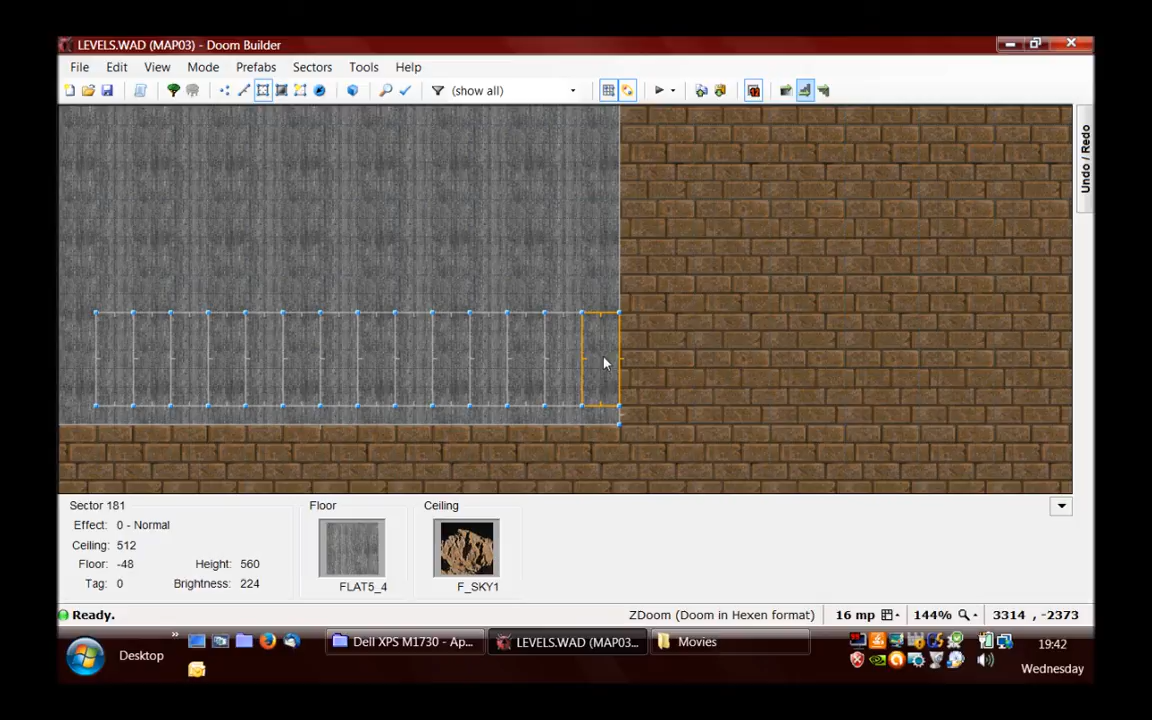 LEVELS.WAD (MAP03) - Doom Builder
File Edit View Mode Prefabs Sectors Tools Help
(show all)
Undo / Redo
Sector 181 Floor Ceiling
Effect: 0 - Normal
Ceiling: 512
Floor: -48 Height: 560
Tag: 0 Brightness: 224
FLAT5_4 F_SKY1
Ready. ZDoom (Doom in Hexen format) 16 mp 144% 3314 , -2373
» Dell XPS M1730 - Ap... LEVELS.WAD (MAP03... Movies 19:42
Desktop Wednesday